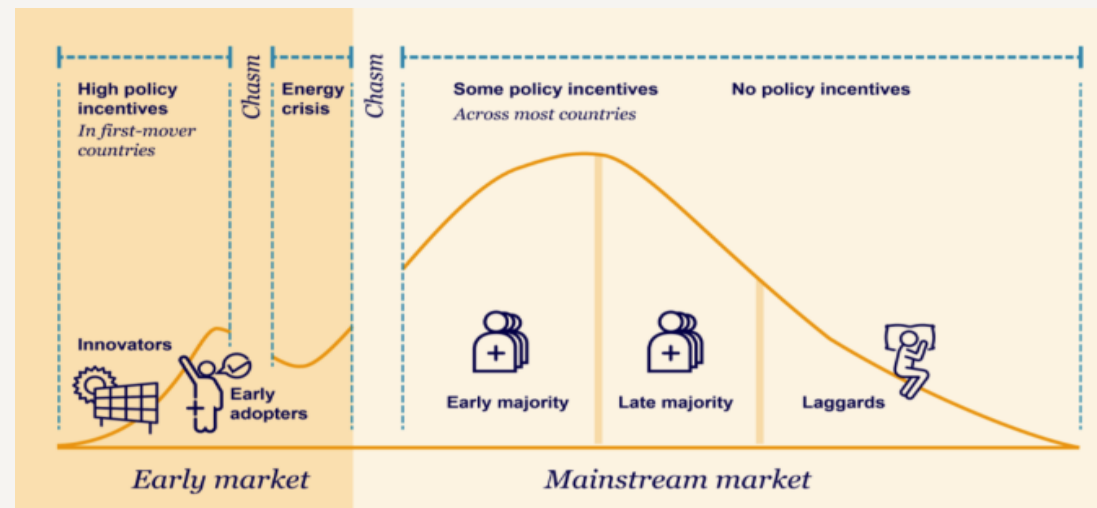 High policy
incentives
In first-mover
countries
Chasm
Energy
crisis
Chasm
Some policy incentives
Across most countries
No policy incentives
Innovators
Early
adopters
Early majority
Late majority
Laggards
Early market
Mainstream market